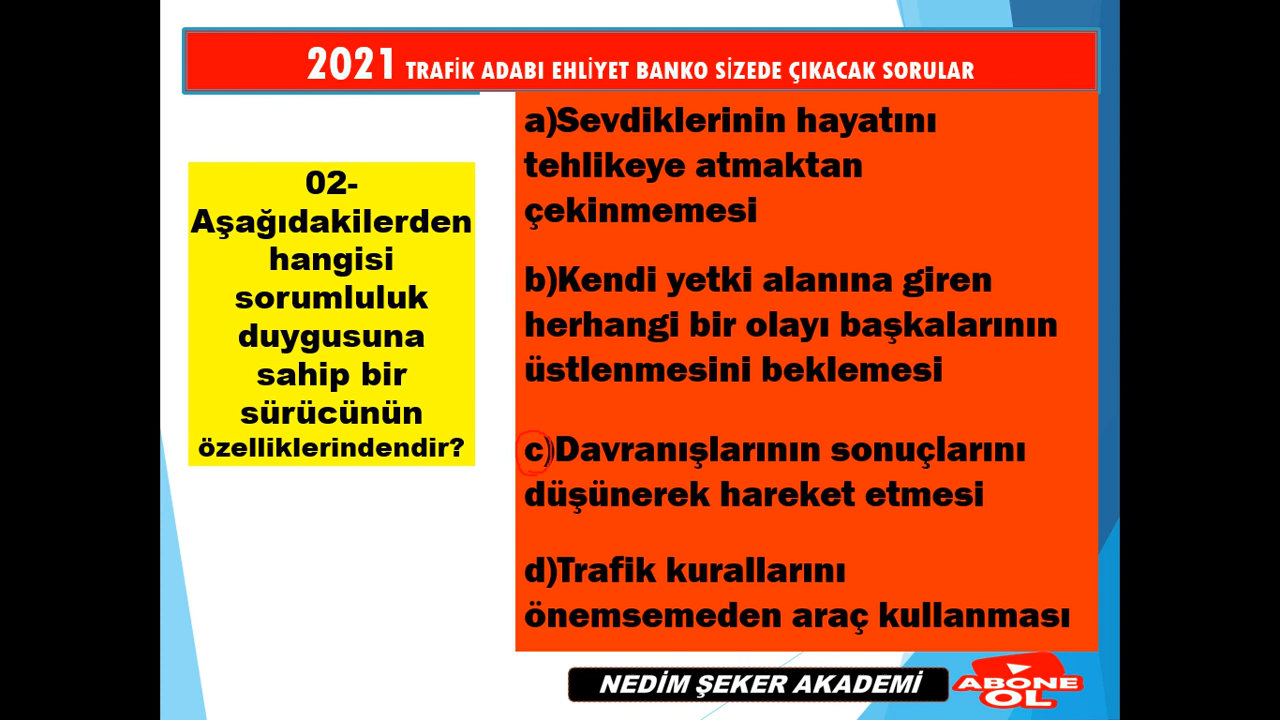 2021 TRAFİK ADABI EHLİYET BANKO SİZEDE ÇIKACAK SORULAR
02-
Aşağıdakilerden
hangisi
sorumluluk
duygusuna
sahip bir
sürücünün
özelliklerindendir?
a)Sevdiklerinin hayatını
tehlikeye atmaktan
çekinmemesi
b)Kendi yetki alanına giren
herhangi bir olayı başkalarının
üstlenmesini beklemesi
c)Davranışlarının sonuçlarını
düşünerek hareket etmesi
d)Trafik kurallarını
önemsemeden araç kullanması
NEDİM ŞEKER AKADEMİ
ABONE
OL